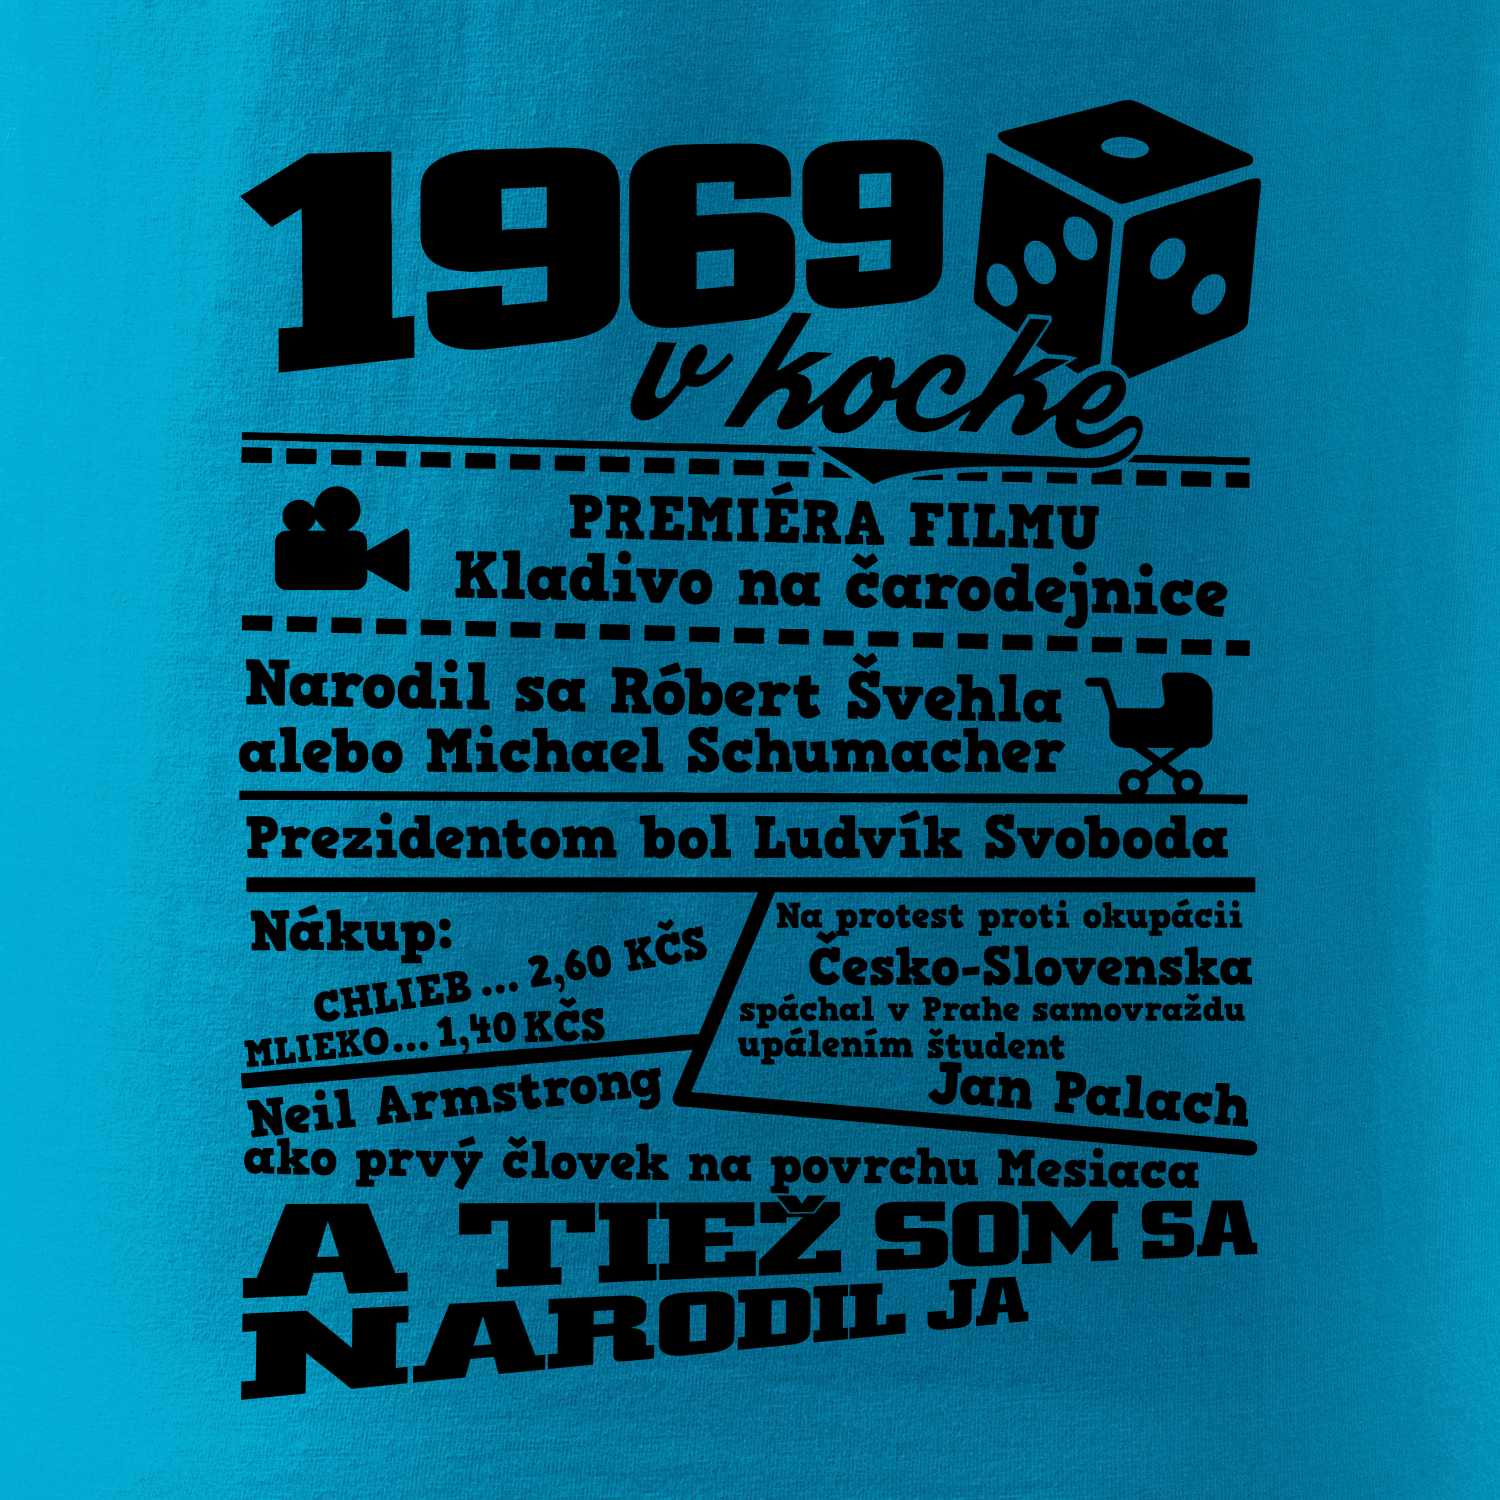 1969
v kocke
PREMIÉRA FILMU
Kladivo na čarodejnice
Narodil sa Róbert Švehla
alebo Michael Schumacher
Prezidentom bol Ludvík Svoboda
Nákup:
CHLIEB... 2,60 KČS
MLIEKO... 1,40 KČS
Na protest proti okupácii
Česko-Slovenska
spáchal v Prahe samovraždu
upálením študent
Jan Palach
Neil Armstrong
ako prvý človek na povrchu Mesiaca
A TIEŽ SOM SA
NARODIL JA